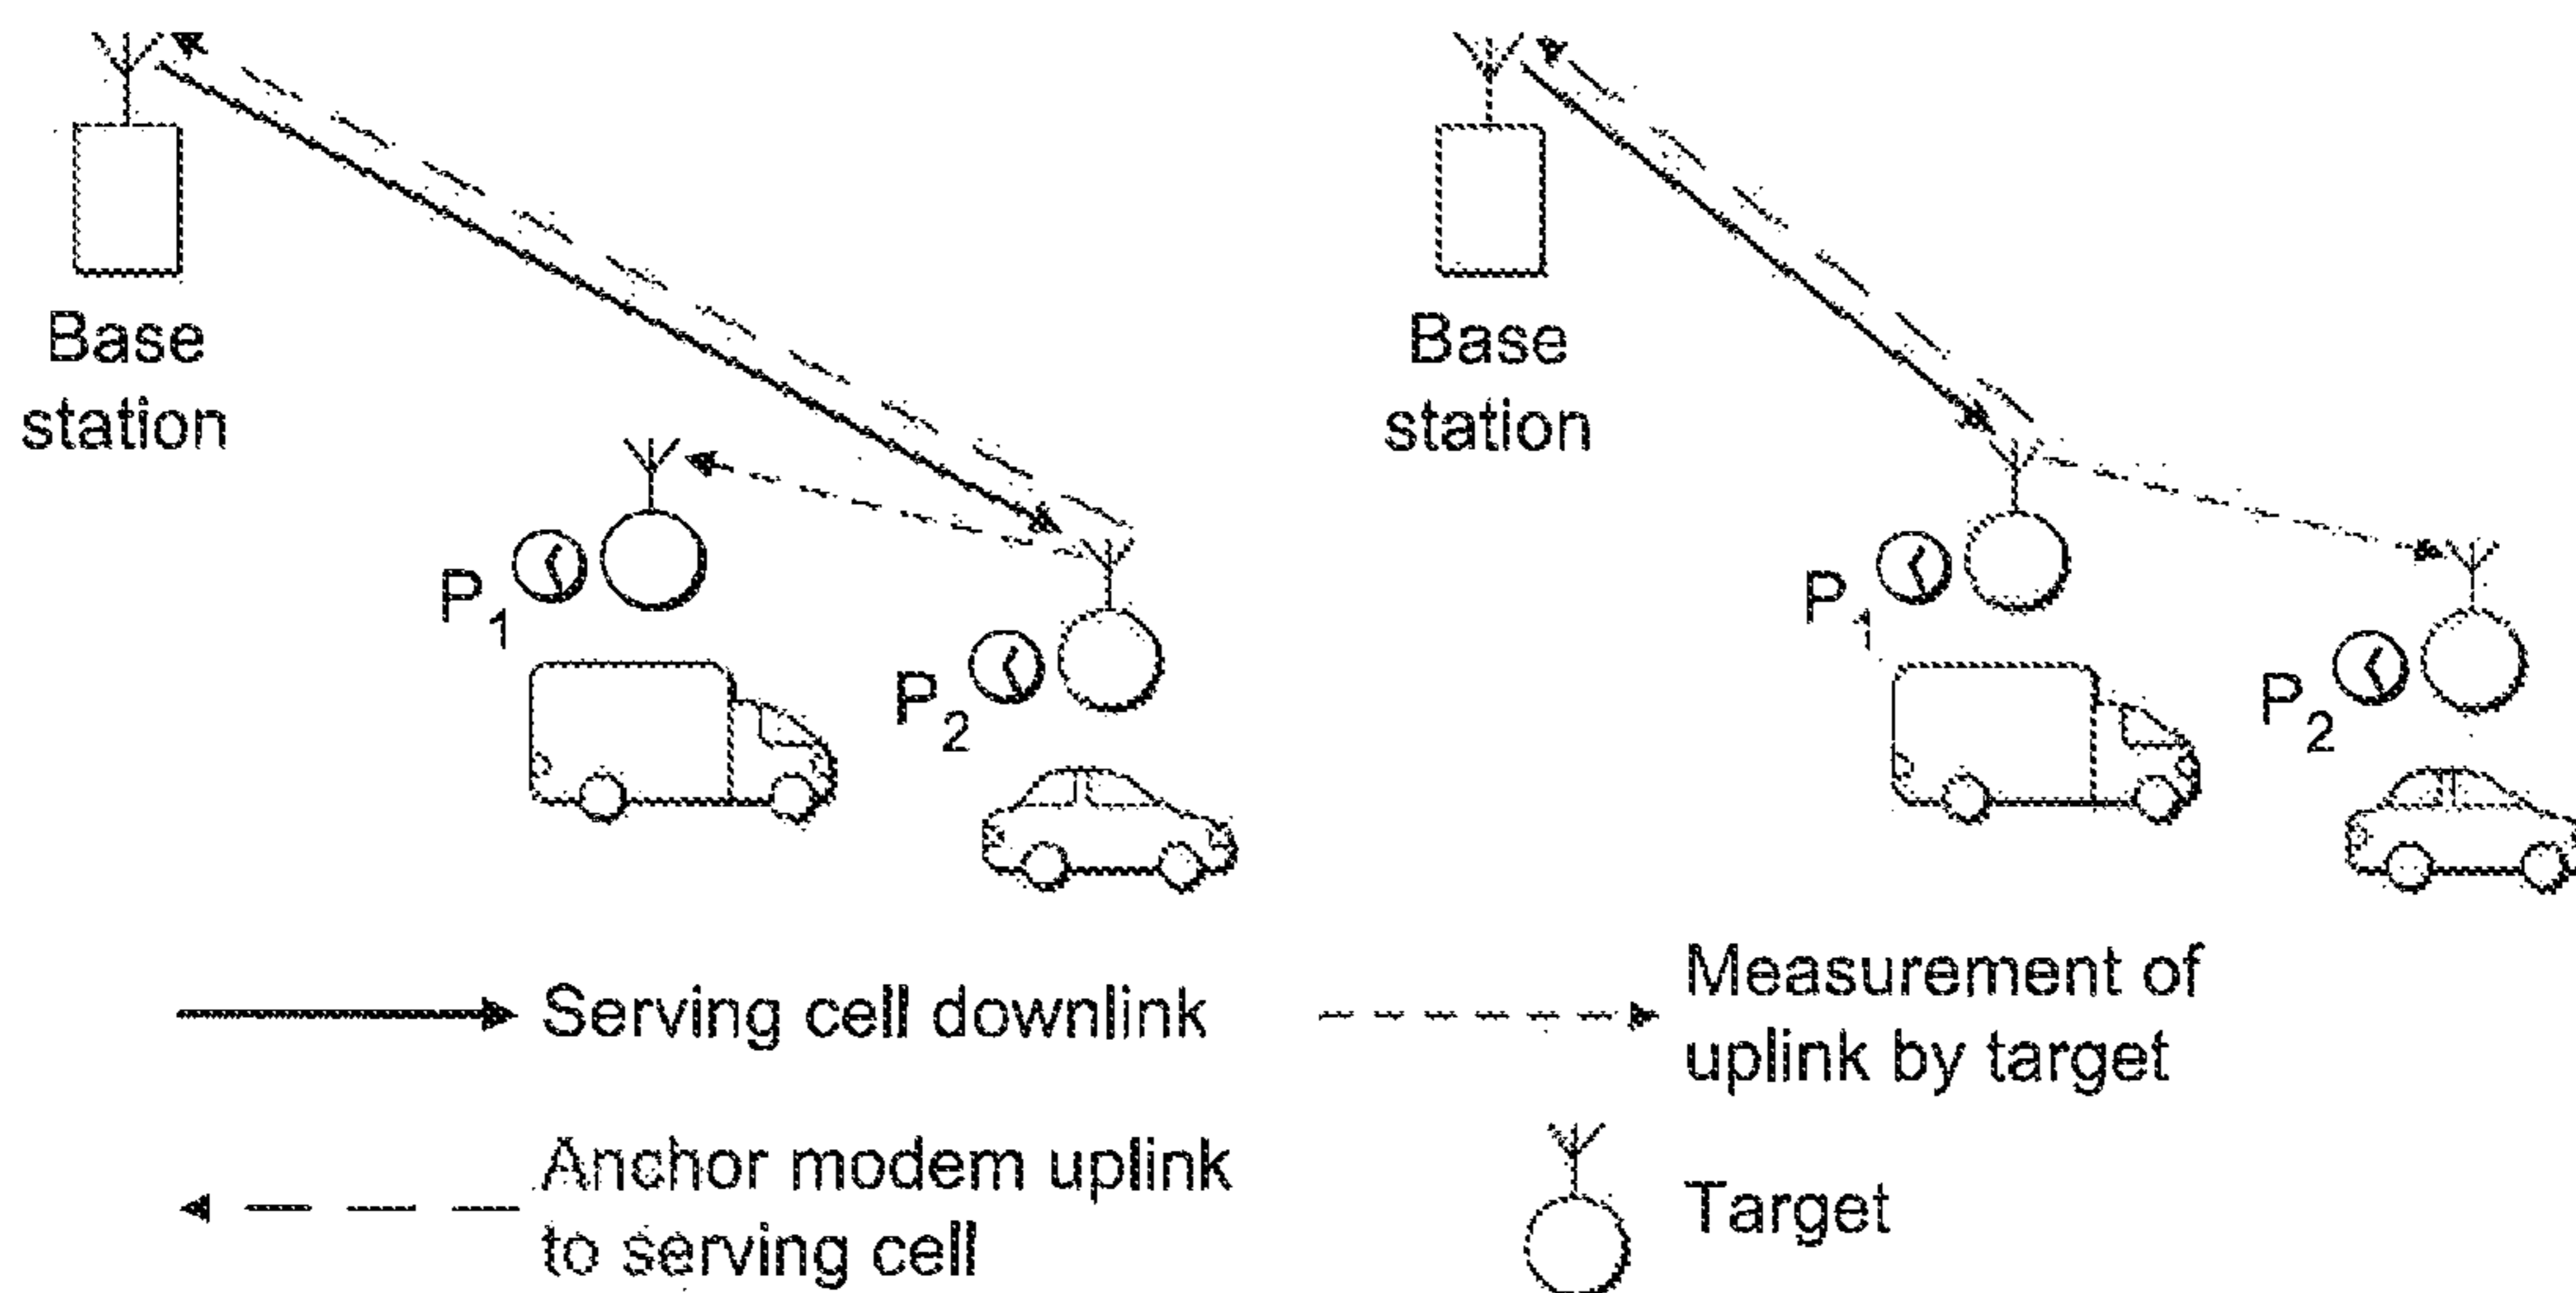 Base
station
P1
P2
Base
station
P1
P2
Serving cell downlink
Measurement of
uplink by target
Anchor modem uplink
to serving cell
Target